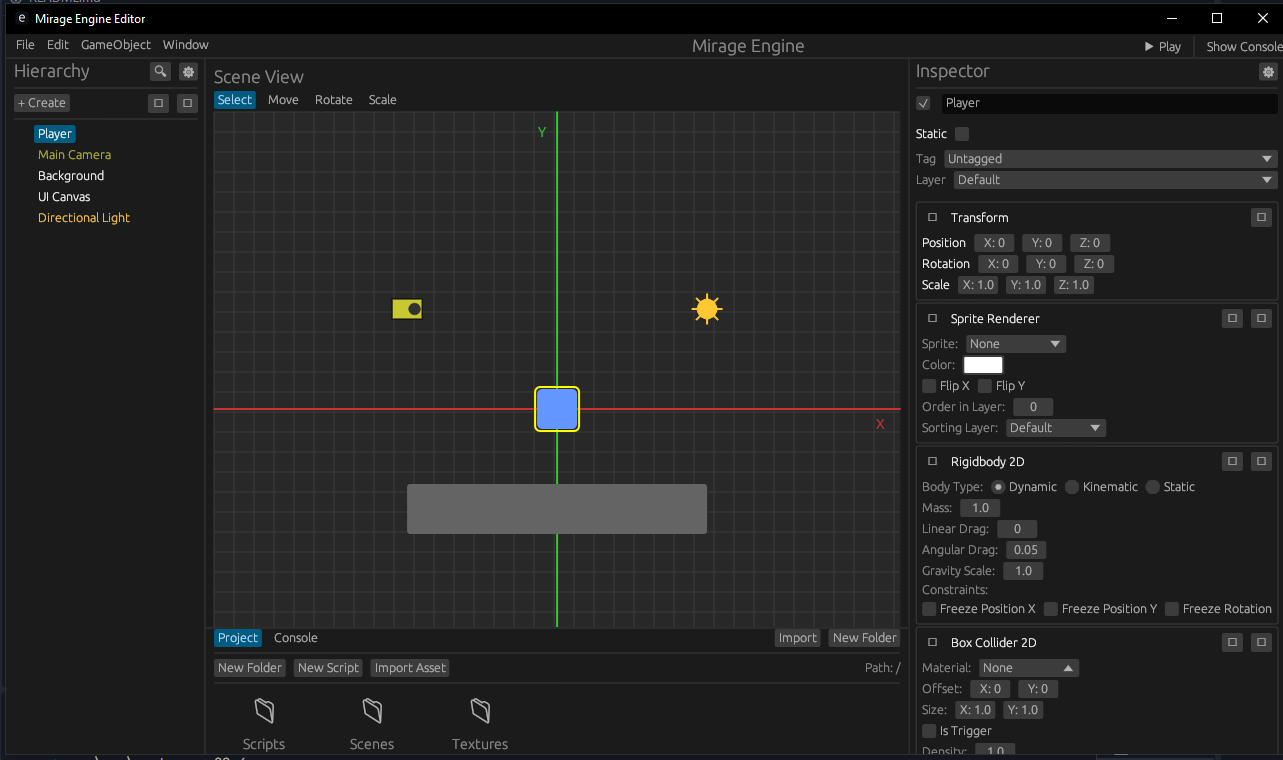 Mirage Engine Editor
File Edit GameObject Window
Mirage Engine
Play Show Console
Hierarchy
+ Create
Player
Main Camera
Background
UI Canvas
Directional Light
Scene View
Select Move Rotate Scale
Y
X
Project Console Import New Folder
New Folder New Script Import Asset Path: /
Scripts Scenes Textures
Inspector
Player
Static
Tag Untagged
Layer Default
Transform
Position X: 0 Y: 0 Z: 0
Rotation X: 0 Y: 0 Z: 0
Scale X: 1.0 Y: 1.0 Z: 1.0
Sprite Renderer
Sprite: None
Color:
Flip X Flip Y
Order in Layer: 0
Sorting Layer: Default
Rigidbody 2D
Body Type: Dynamic Kinematic Static
Mass: 1.0
Linear Drag: 0
Angular Drag: 0.05
Gravity Scale: 1.0
Constraints:
Freeze Position X Freeze Position Y Freeze Rotation
Box Collider 2D
Material: None
Offset: X: 0 Y: 0
Size: X: 1.0 Y: 1.0
Is Trigger
Density: 1.0